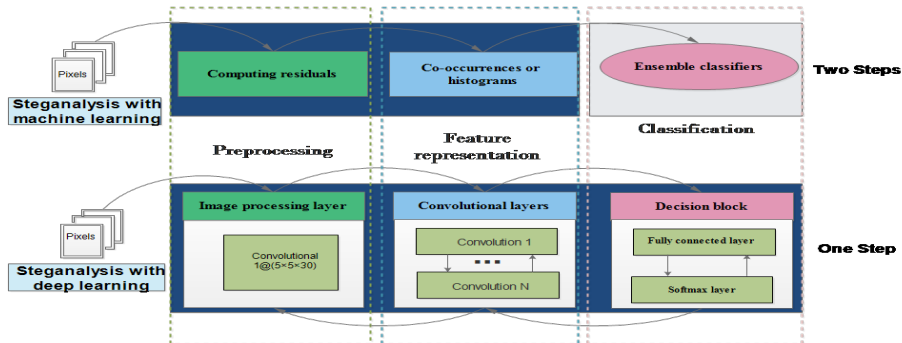 Pixels
Steganalysis with
machine learning
Computing residuals
Co-occurrences or
histograms
Ensemble classifiers
Two Steps
Preprocessing
Feature
representation
Classification
Pixels
Steganalysis with
deep learning
Image processing layer
Convolutional
1@(5×5×30)
Convolutional layers
Convolution 1
Convolution N
Decision block
Fully connected layer
Softmax layer
One Step